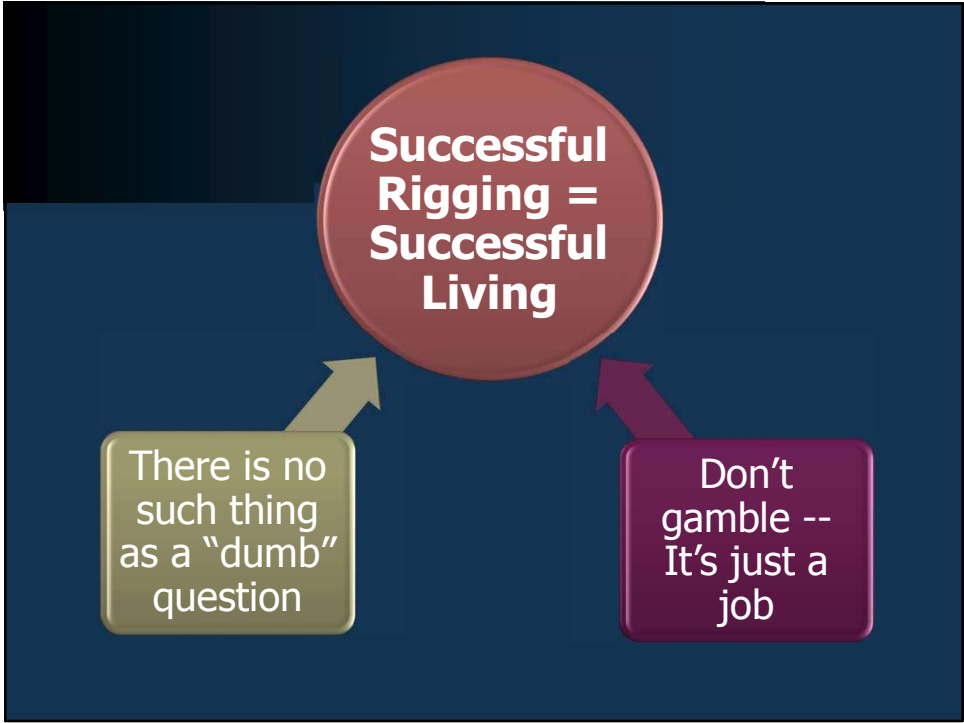 Successful
Rigging =
Successful
Living
There is no
such thing
as a “dumb”
question
Don’t
gamble --
It’s just a
job